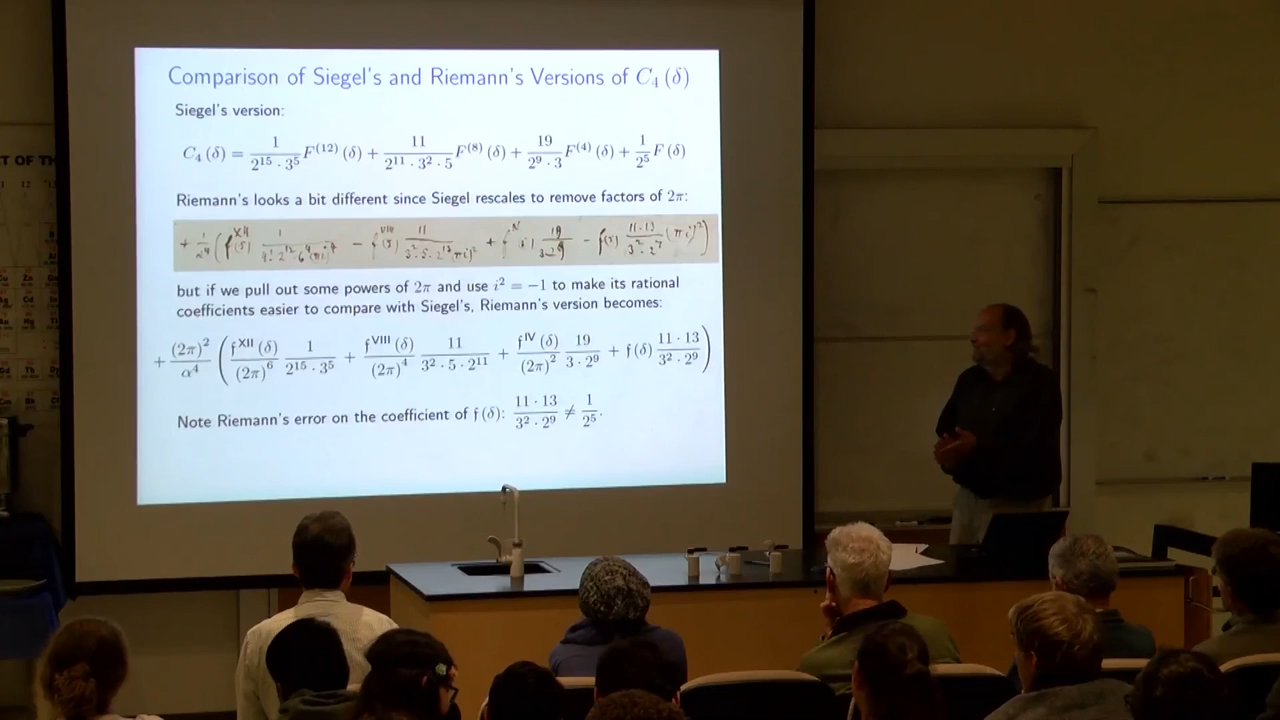 Comparison of Siegel's and Riemann's Versions of C₄ (δ)
Siegel's version:
C₄ (δ) = 1/(2¹⁵ · 3⁵) F⁽¹²⁾ (δ) + 11/(2¹¹ · 3² · 5) F⁽⁸⁾ (δ) + 19/(2⁹ · 3) F⁽⁴⁾ (δ) + 1/2⁵ F (δ)
Riemann's looks a bit different since Siegel rescales to remove factors of 2π:
but if we pull out some powers of 2π and use i² = −1 to make its rational
coefficients easier to compare with Siegel's, Riemann's version becomes:
+ (2π)²/α⁴ ( f^XII (δ)/(2π)⁶ 1/(2¹⁵ · 3⁵) + f^VIII (δ)/(2π)⁴ 11/(3² · 5 · 2¹¹) + f^IV (δ)/(2π)² 19/(3 · 2⁹) + f (δ) 11 · 13/(3² · 2⁹) )
Note Riemann's error on the coefficient of f (δ): 11 · 13/(3² · 2⁹) ≠ 1/2⁵.